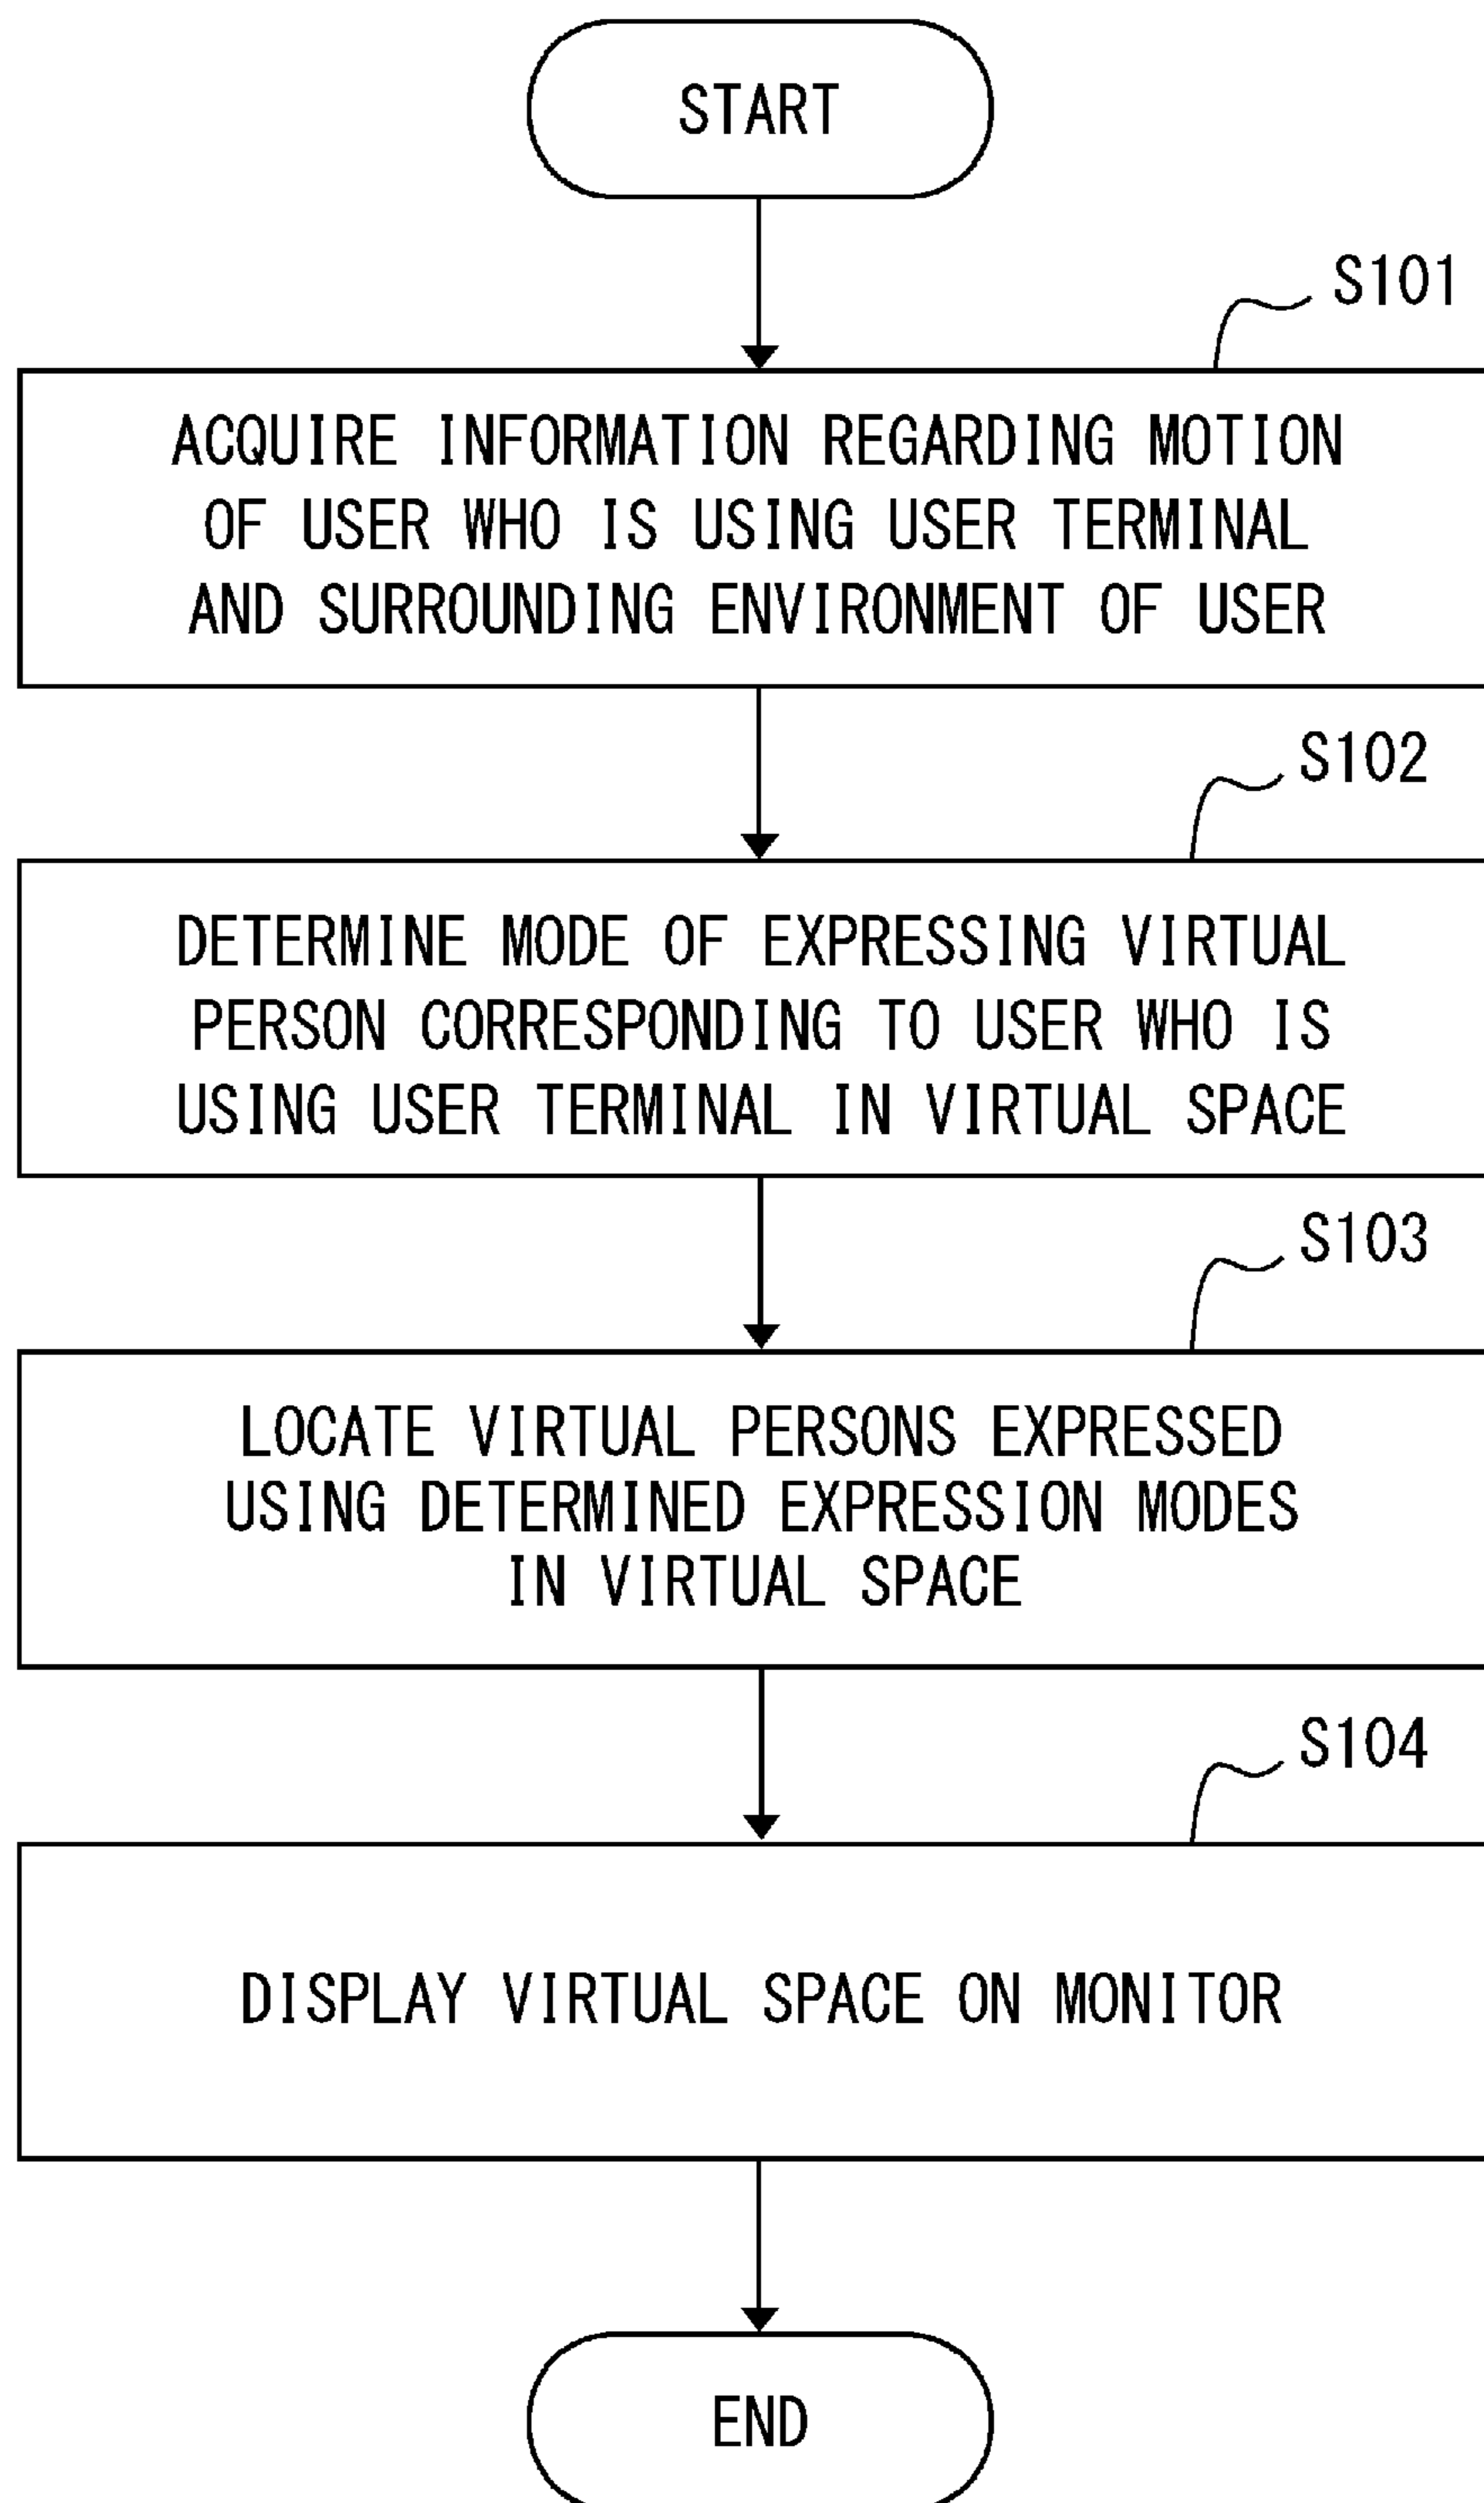 START
S101
ACQUIRE INFORMATION REGARDING MOTION
OF USER WHO IS USING USER TERMINAL
AND SURROUNDING ENVIRONMENT OF USER
S102
DETERMINE MODE OF EXPRESSING VIRTUAL
PERSON CORRESPONDING TO USER WHO IS
USING USER TERMINAL IN VIRTUAL SPACE
S103
LOCATE VIRTUAL PERSONS EXPRESSED
USING DETERMINED EXPRESSION MODES
IN VIRTUAL SPACE
S104
DISPLAY VIRTUAL SPACE ON MONITOR
END